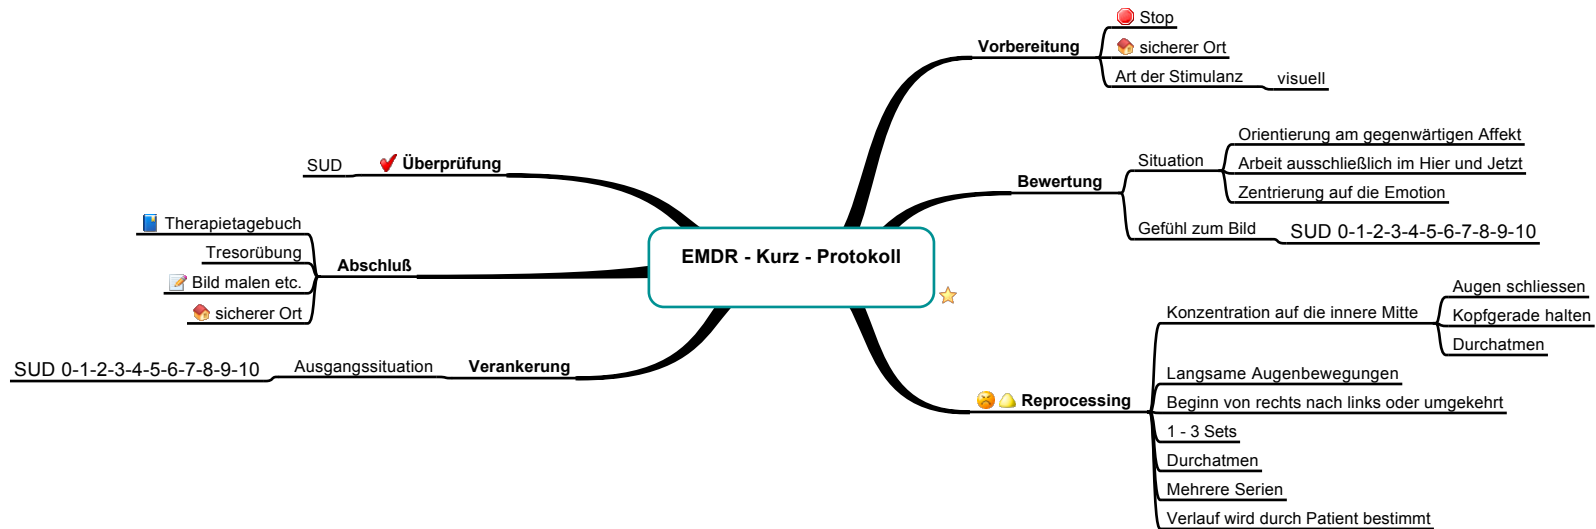 EMDR - Kurz - Protokoll
Vorbereitung
Stop
sicherer Ort
Art der Stimulanz
visuell
Bewertung
Situation
Orientierung am gegenwärtigen Affekt
Arbeit ausschließlich im Hier und Jetzt
Zentrierung auf die Emotion
Gefühl zum Bild
SUD 0-1-2-3-4-5-6-7-8-9-10
Reprocessing
Konzentration auf die innere Mitte
Augen schliessen
Kopfgerade halten
Durchatmen
Langsame Augenbewegungen
Beginn von rechts nach links oder umgekehrt
1 - 3 Sets
Durchatmen
Mehrere Serien
Verlauf wird durch Patient bestimmt
Verankerung
Ausgangssituation
SUD 0-1-2-3-4-5-6-7-8-9-10
Abschluß
Therapietagebuch
Tresorübung
Bild malen etc.
sicherer Ort
Überprüfung
SUD